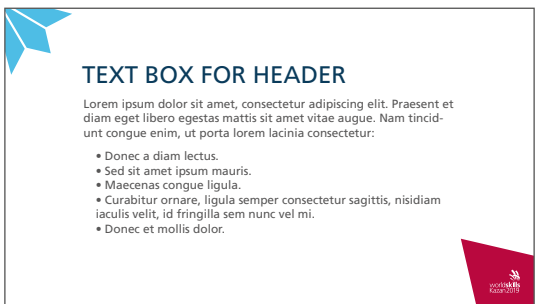 TEXT BOX FOR HEADER
Lorem ipsum dolor sit amet, consectetur adipiscing elit. Praesent et
diam eget libero egestas mattis sit amet vitae augue. Nam tincid-
unt congue enim, ut porta lorem lacinia consectetur:
• Donec a diam lectus.
• Sed sit amet ipsum mauris.
• Maecenas congue ligula.
• Curabitur ornare, ligula semper consectetur sagittis, nisidiam
iaculis velit, id fringilla sem nunc vel mi.
• Donec et mollis dolor.
worldskills
Kazan2019